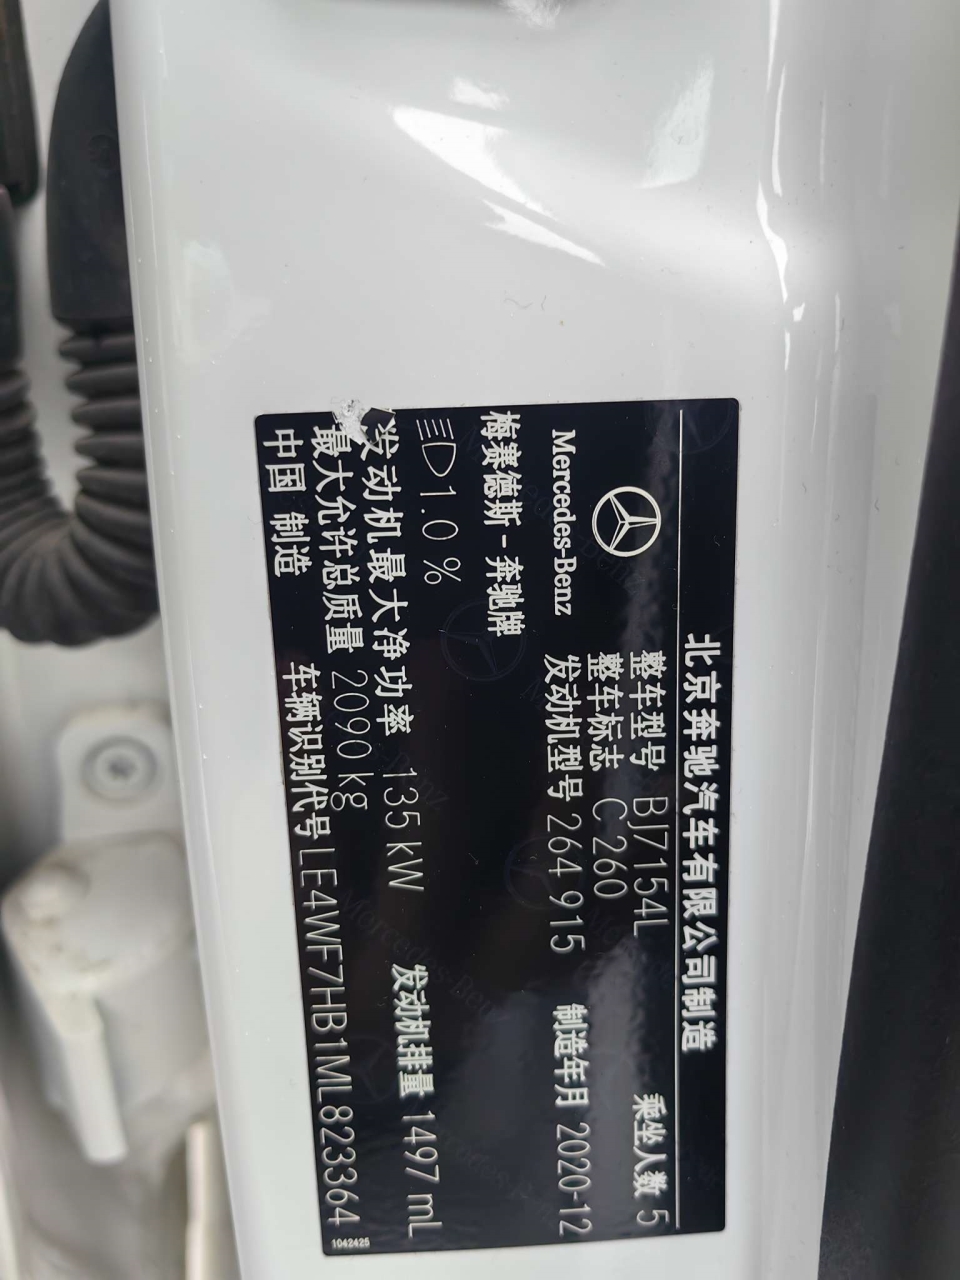 北京奔驰汽车有限公司制造
整车型号 BJ7154L 乘坐人数 5
整车标志 C 260
Mercedes-Benz 发动机型号 264 915 制造年月 2020-12
梅赛德斯-奔驰牌
1.0 %
发动机最大净功率 135 kW 发动机排量 1497 mL
最大允许总质量 2090 kg
中国 制造 车辆识别代号 LE4WF7HB1ML823364
1042425